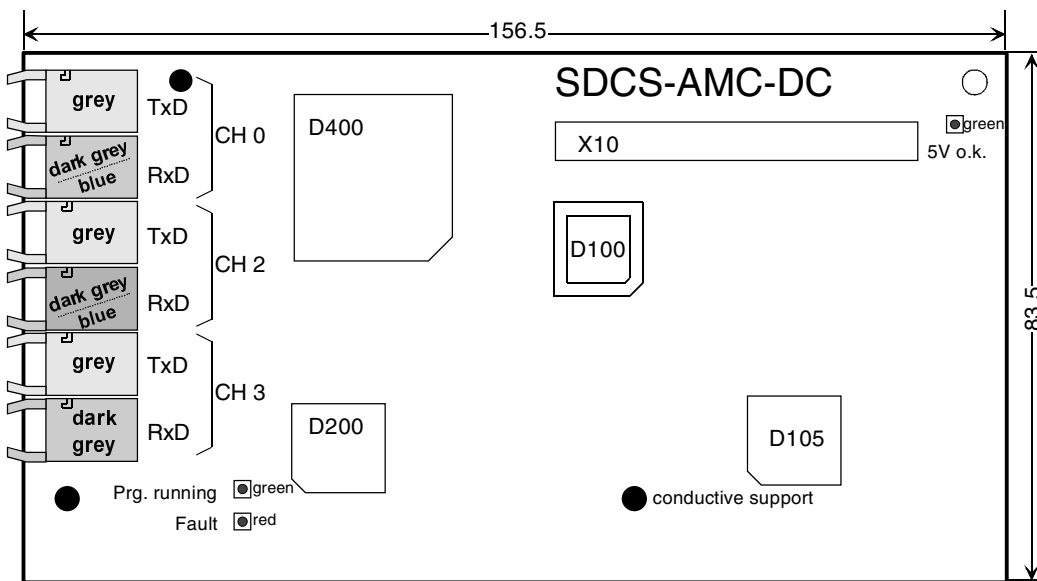 156.5
SDCS-AMC-DC
grey
TxD
CH 0
dark grey
blue
RxD
D400
X10
green
5V o.k.
grey
TxD
CH 2
dark grey
blue
RxD
D100
83.5
grey
TxD
CH 3
dark
grey
RxD
D200
D105
Prg. running
green
conductive support
Fault
red